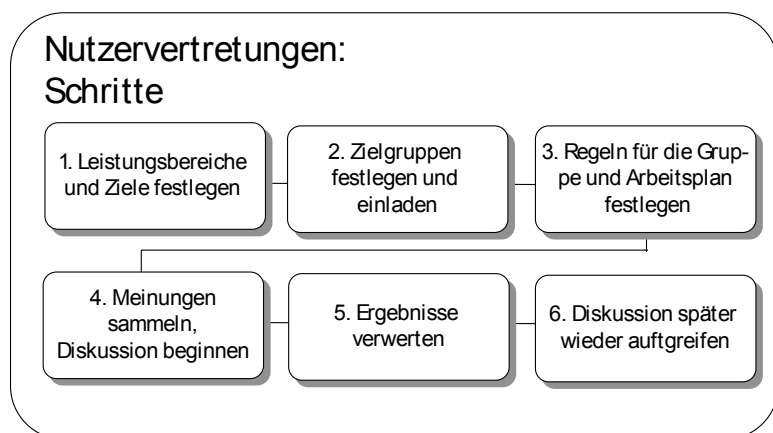 Nutzervertretungen:
Schritte
1. Leistungsbereiche
und Ziele festlegen
2. Zielgruppen
festlegen und
einladen
3. Regeln für die Grup-
pe und Arbeitsplan
festlegen
4. Meinungen
sammeln,
Diskussion beginnen
5. Ergebnisse
verwerten
6. Diskussion später
wieder auftgreifen